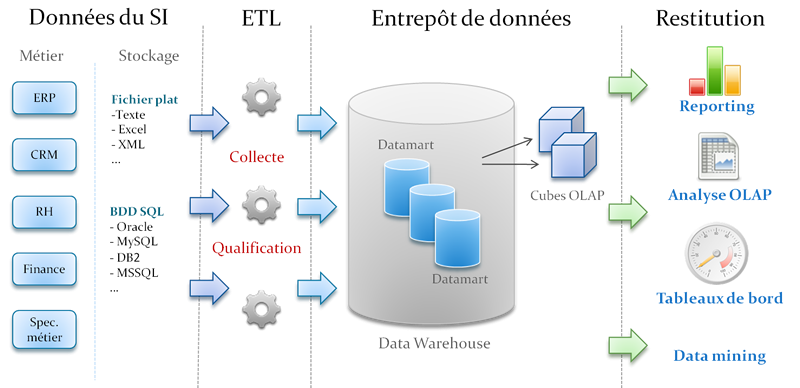 Données du SI
ETL
Entrepôt de données
Restitution
Métier
Stockage
ERP
CRM
RH
Finance
Spec.
métier
Fichier plat
-Texte
- Excel
- XML
...
BDD SQL
- Oracle
- MySQL
- DB2
- MSSQL
...
Collecte
Qualification
Datamart
Datamart
Cubes OLAP
Data Warehouse
Reporting
Analyse OLAP
Tableaux de bord
Data mining